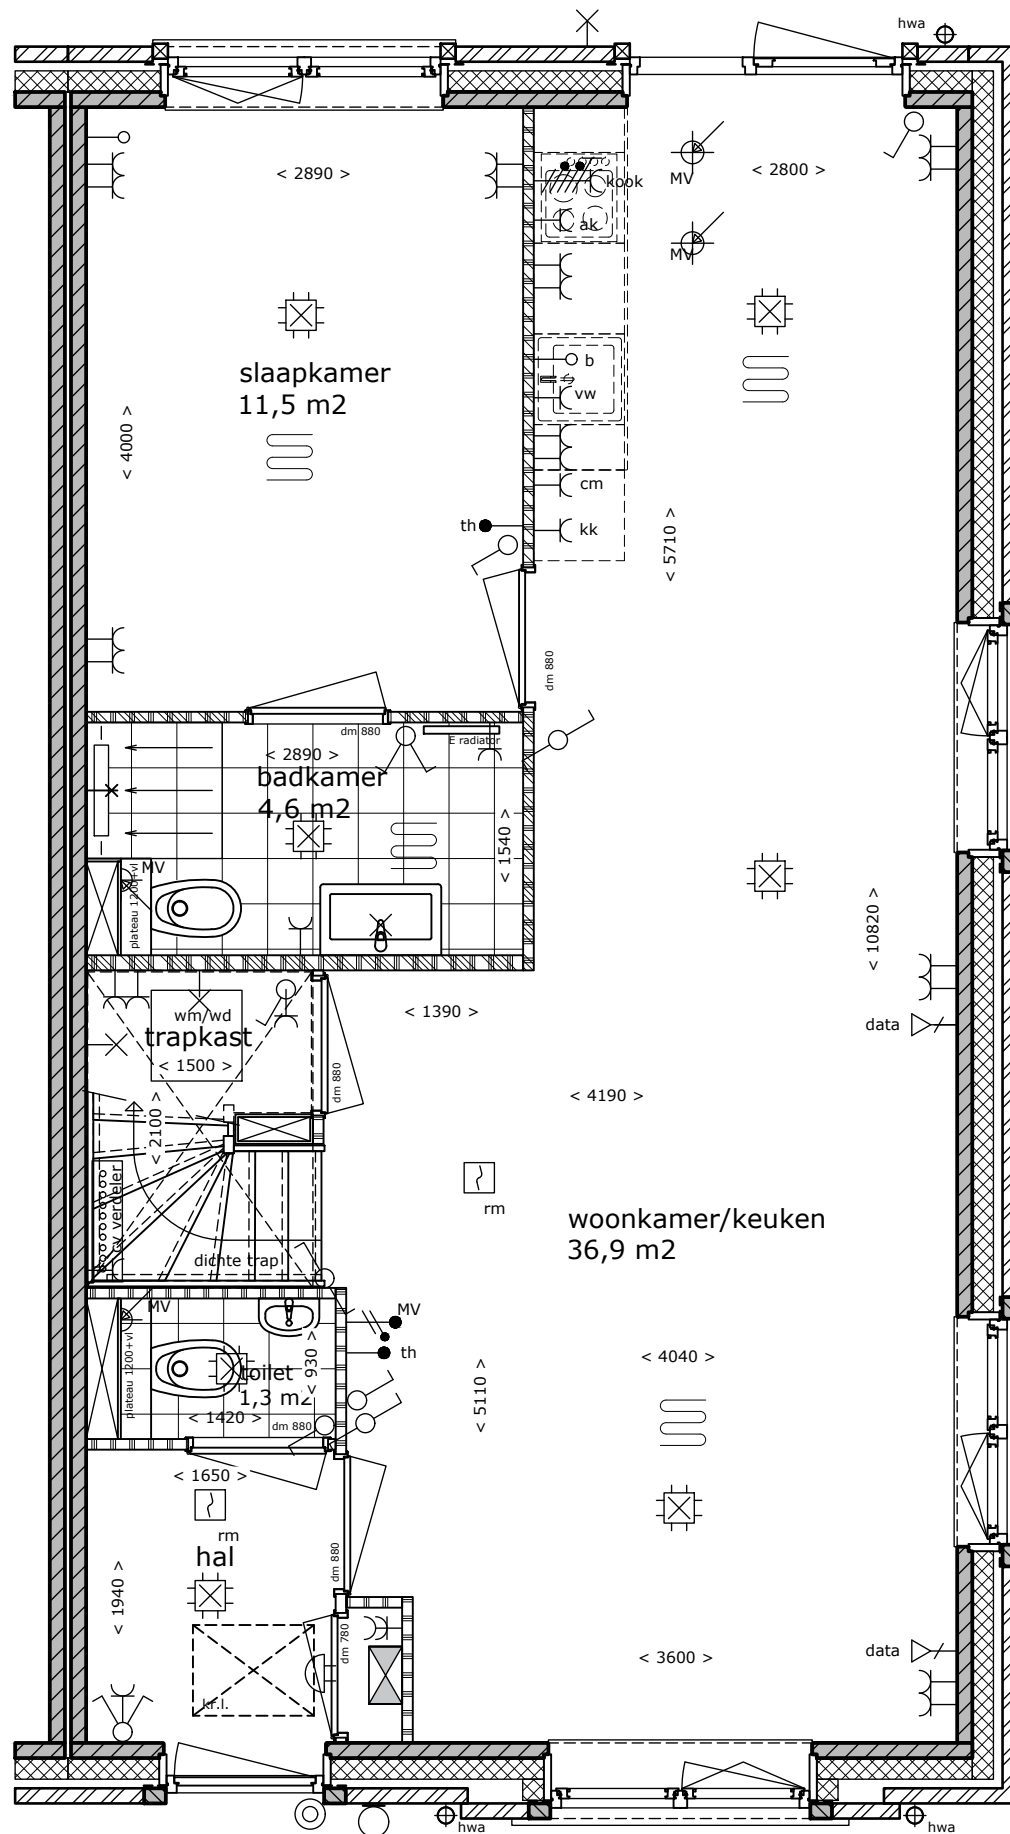 hwa
< 2890 >
< 2800 >
kook
MV
ak
MV
b
slaapkamer
11,5 m2
vw
< 4000 >
cm
th
kk
< 5710 >
dm 880
dm 880
E radiator
< 2890 >
badkamer
4,6 m2
< 1540 >
MV
plateau 1200+vl
< 10820 >
wm/wd
trapkast
< 1500 >
< 1390 >
data
dm 880
< 4190 >
< 2100 >
cv verdeler
rm
woonkamer/keuken
36,9 m2
dichte trap
MV
MV
th
plateau 1200+vl
< 930 >
toilet
1,3 m2
< 1420 >
dm 880
< 4040 >
< 5110 >
< 1650 >
rm
hal
dm 880
< 1940 >
dm 780
kr.l.
< 3600 >
data
hwa
hwa